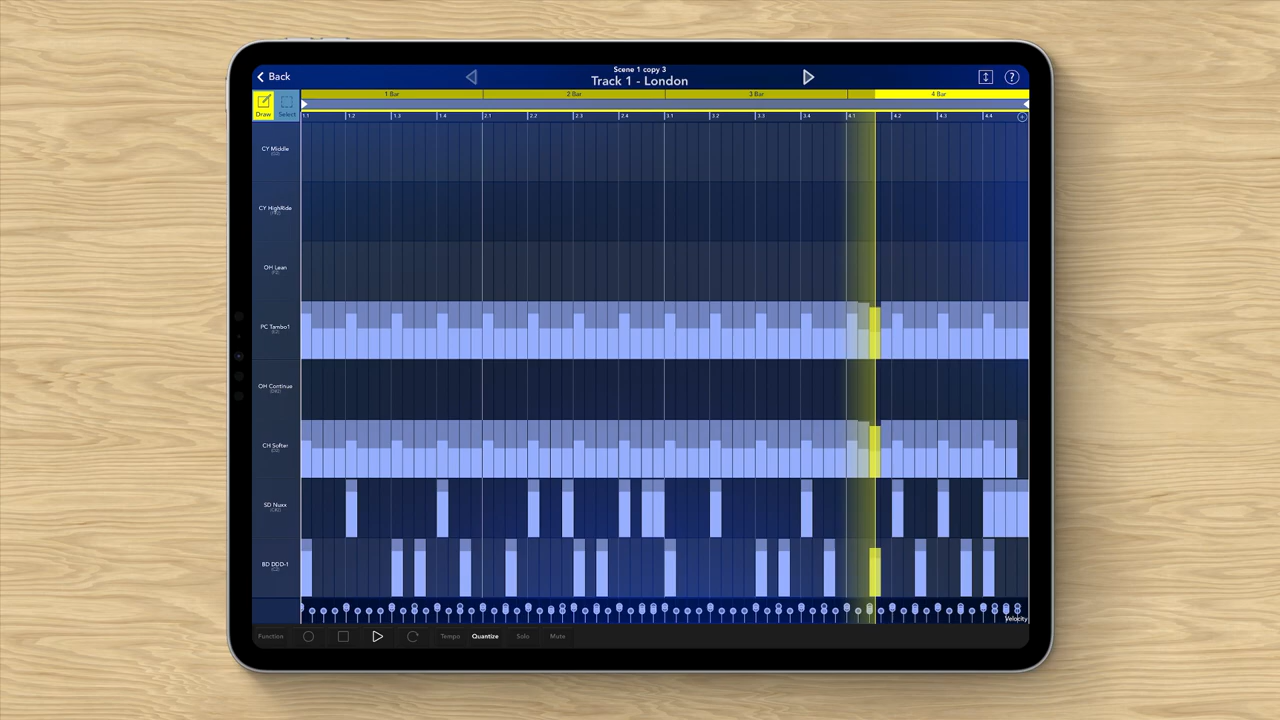 Back
Scene 1 copy 3
Track 1 - London
?
Draw
Select
1 Bar
2 Bar
3 Bar
4 Bar
1.1 1.2 1.3 1.4 2.1 2.2 2.3 2.4 3.1 3.2 3.3 3.4 4.1 4.2 4.3 4.4
CY Middle
CY HighRide
OH Lean
PC Tambo1
OH Continue
CH Softer
SD Nuxx
BD DDD-1
Velocity
Function
Tempo
Quantize
Solo
Mute